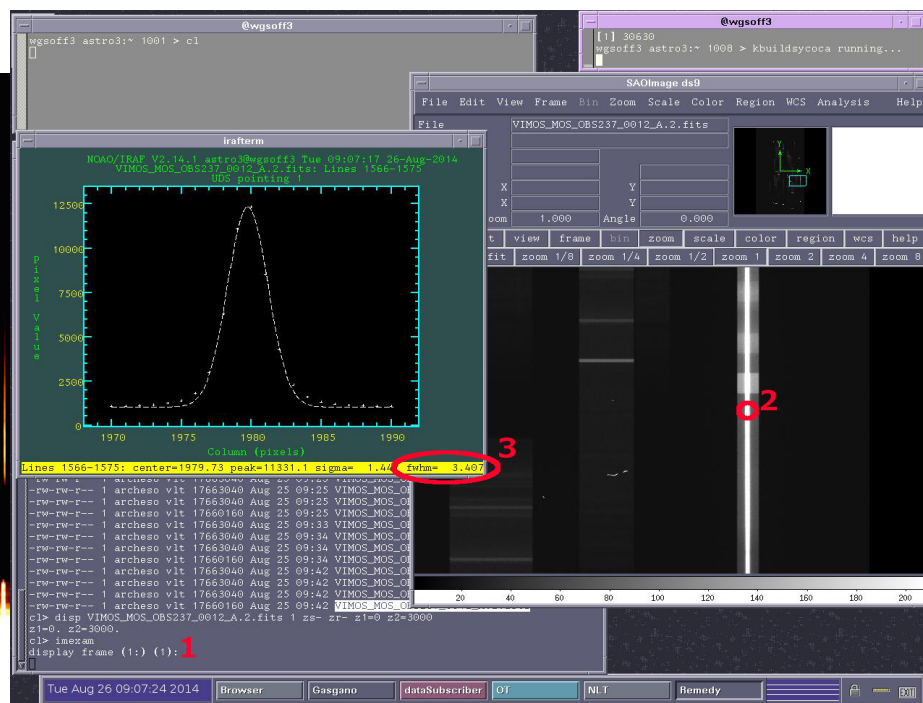 @wgsoff3
wgsoff3 astro3:~ 1001 > cl
@wgsoff3
[1] 30630
wgsoff3 astro3:~ 1008 > kbuildsycoca running...
SAOImage ds9
File Edit View Frame Bin Zoom Scale Color Region WCS Analysis Help
File VIMOS_MOS_OBS237_0012_A.2.fits
X Y
X Y
oom 1.000 Angle 0.000
Y
X
t view frame bin zoom scale color region wcs help
fit zoom 1/8 zoom 1/4 zoom 1/2 zoom 1 zoom 2 zoom 4 zoom 8
2
20 40 60 80 100 120 140 160 180 200
irafterm
NOAO/IRAF V2.14.1 astro3@wgsoff3 Tue 09:07:17 26-Aug-2014
VIMOS_MOS_OBS237_0012_A.2.fits: Lines 1566-1575
UDS pointing 1
12500
10000
7500
5000
2500
0
Pixel Value
1970 1975 1980 1985 1990
Column (pixels)
3
Lines 1566-1575: center=1979.73 peak=11331.1 sigma= 1.44 fwhm= 3.407
-rw-rw-r-- 1 archeso vlt 17663040 Aug 25 09:25 VIMOS_MOS_O
-rw-rw-r-- 1 archeso vlt 17663040 Aug 25 09:25 VIMOS_MOS_O
-rw-rw-r-- 1 archeso vlt 17660160 Aug 25 09:25 VIMOS_MOS_O
-rw-rw-r-- 1 archeso vlt 17663040 Aug 25 09:33 VIMOS_MOS_O
-rw-rw-r-- 1 archeso vlt 17663040 Aug 25 09:34 VIMOS_MOS_O
-rw-rw-r-- 1 archeso vlt 17663040 Aug 25 09:34 VIMOS_MOS_O
-rw-rw-r-- 1 archeso vlt 17660160 Aug 25 09:34 VIMOS_MOS_O
-rw-rw-r-- 1 archeso vlt 17663040 Aug 25 09:42 VIMOS_MOS_O
-rw-rw-r-- 1 archeso vlt 17663040 Aug 25 09:42 VIMOS_MOS_O
-rw-rw-r-- 1 archeso vlt 17663040 Aug 25 09:42 VIMOS_MOS_O
-rw-rw-r-- 1 archeso vlt 17660160 Aug 25 09:42 VIMOS_MOS_O
cl> disp VIMOS_MOS_OBS237_0012_A.2.fits 1 zs- zr- z1=0 z2=3000
z1=0. z2=3000.
cl> imexam
display frame (1:) (1): 1
Tue Aug 26 09:07:24 2014 Browser Gasgano dataSubscriber OT NLT Remedy EXIT